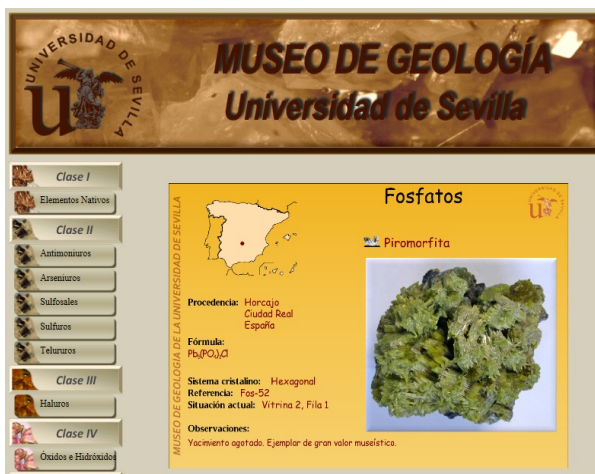 UNIVERSIDAD DE SEVILLA
MUSEO DE GEOLOGÍA
Universidad de Sevilla
Clase I
Elementos Nativos
Clase II
Antimoniuros
Arseniuros
Sulfosales
Sulfuros
Telururos
Clase III
Haluros
Clase IV
Óxidos e Hidróxidos
MUSEO DE GEOLOGIA DE LA UNIVERSIDAD DE SEVILLA
Fosfatos
Piromorfita
Procedencia: Horcajo
Ciudad Real
España
Fórmula:
Pb₅(PO₄)₃Cl
Sistema cristalino: Hexagonal
Referencia: Fos-52
Situación actual: Vitrina 2, Fila 1
Observaciones:
Yacimiento agotado. Ejemplar de gran valor museístico.